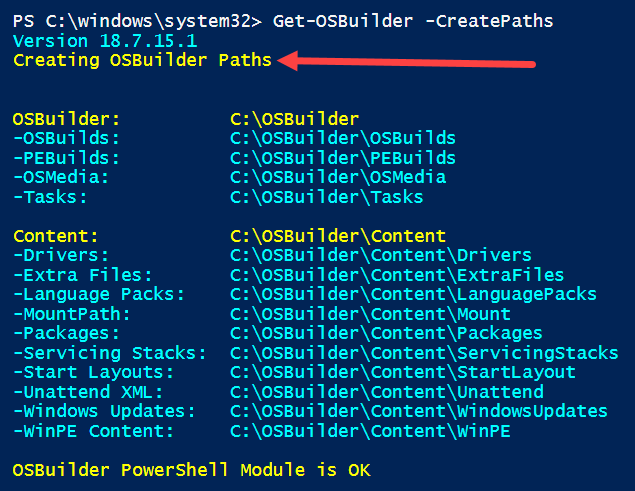 PS C:\windows\system32> Get-OSBuilder -CreatePaths
Version 18.7.15.1
Creating OSBuilder Paths
OSBuilder: C:\OSBuilder
-OSBuilds: C:\OSBuilder\OSBuilds
-PEBuilds: C:\OSBuilder\PEBuilds
-OSMedia: C:\OSBuilder\OSMedia
-Tasks: C:\OSBuilder\Tasks
Content: C:\OSBuilder\Content
-Drivers: C:\OSBuilder\Content\Drivers
-Extra Files: C:\OSBuilder\Content\ExtraFiles
-Language Packs: C:\OSBuilder\Content\LanguagePacks
-MountPath: C:\OSBuilder\Content\Mount
-Packages: C:\OSBuilder\Content\Packages
-Servicing Stacks: C:\OSBuilder\Content\ServicingStacks
-Start Layouts: C:\OSBuilder\Content\StartLayout
-Unattend XML: C:\OSBuilder\Content\Unattend
-Windows Updates: C:\OSBuilder\Content\WindowsUpdates
-WinPE Content: C:\OSBuilder\Content\WinPE
OSBuilder PowerShell Module is OK